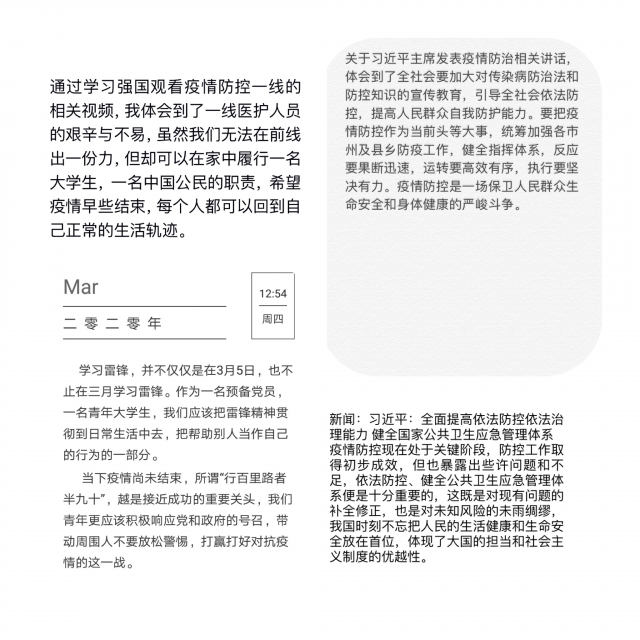 通过学习强国观看疫情防控一线的
相关视频，我体会到了一线医护人员
的艰辛与不易，虽然我们无法在前线
出一份力，但却可以在家中履行一名
大学生，一名中国公民的职责，希望
疫情早些结束，每个人都可以回到自
己正常的生活轨迹。
关于习近平主席发表疫情防治相关讲话，
体会到了全社会要加大对传染病防治法和
防控知识的宣传教育，引导全社会依法防
控，提高人民群众自我防护能力。要把疫
情防控作为当前头等大事，统筹加强各市
州及县乡防疫工作，健全指挥体系，反应
要果断迅速，运转要高效有序，执行要坚
决有力。疫情防控是一场保卫人民群众生
命安全和身体健康的严峻斗争。
Mar
二零二零年
12:54
周四
学习雷锋，并不仅仅是在3月5日，也不
止在三月学习雷锋。作为一名预备党员，
一名青年大学生，我们应该把雷锋精神贯
彻到日常生活中去，把帮助别人当作自己
的行为的一部分。
当下疫情尚未结束，所谓“行百里路者
半九十”，越是接近成功的重要关头，我们
青年更应该积极响应党和政府的号召，带
动周围人不要放松警惕，打赢打好对抗疫
情的这一战。
新闻：习近平：全面提高依法防控依法治
理能力 健全国家公共卫生应急管理体系
疫情防控现在处于关键阶段，防控工作取
得初步成效，但也暴露出些许问题和不
足，依法防控、健全公共卫生应急管理体
系便是十分重要的，这既是对现有问题的
补全修正，也是对未知风险的未雨绸缪，
我国时刻不忘把人民的生活健康和生命安
全放在首位，体现了大国的担当和社会主
义制度的优越性。